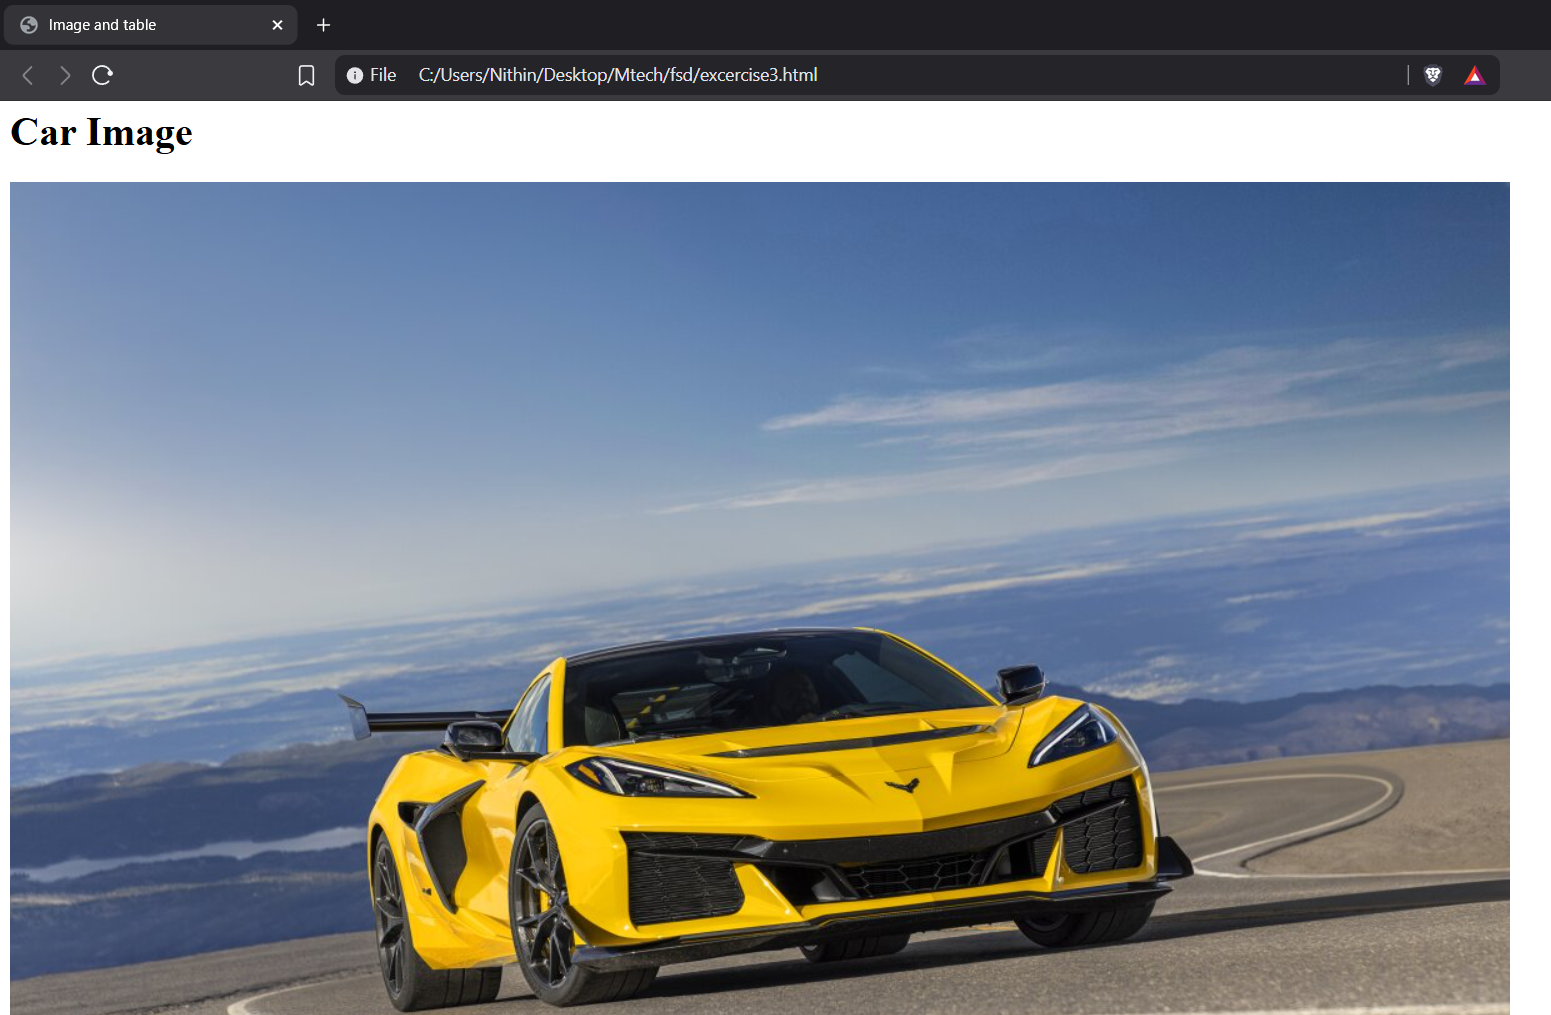 Image and table
File C:/Users/Nithin/Desktop/Mtech/fsd/excercise3.html
Car Image